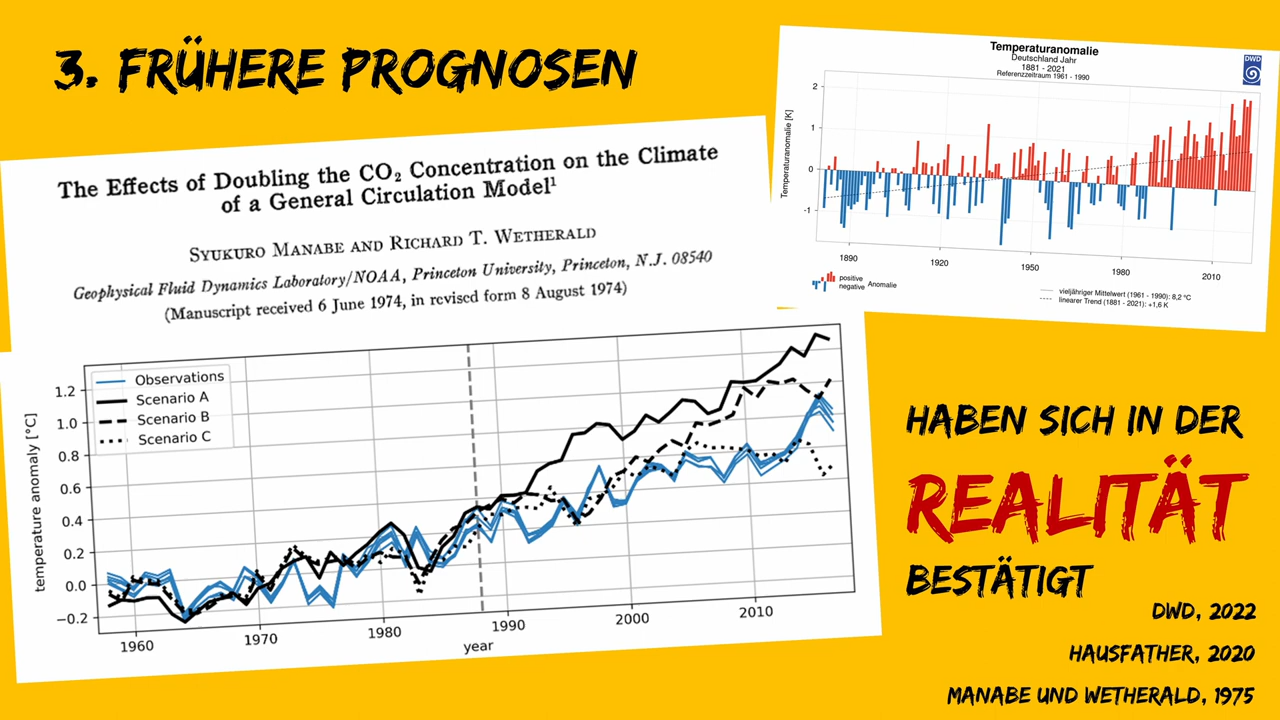 3. FRÜHERE PROGNOSEN
The Effects of Doubling the CO₂ Concentration on the Climate
of a General Circulation Model¹
SYUKURO MANABE AND RICHARD T. WETHERALD
Geophysical Fluid Dynamics Laboratory/NOAA, Princeton University, Princeton, N.J. 08540
(Manuscript received 6 June 1974, in revised form 8 August 1974)
Temperaturanomalie
Deutschland Jahr
1881 - 2021
Referenzzeitraum 1961 - 1990
DWD
Temperaturanomalie [K]
2
1
0
-1
1890 1920 1950 1980 2010
positive
negative Anomalie
vieljähriger Mittelwert (1961 - 1990): 8,2 °C
linearer Trend (1881 - 2021): +1,6 K
Observations
Scenario A
Scenario B
Scenario C
temperature anomaly [°C]
1.2
1.0
0.8
0.6
0.4
0.2
0.0
−0.2
1960 1970 1980 1990 2000 2010
year
HABEN SICH IN DER
REALITÄT
BESTÄTIGT
DWD, 2022
HAUSFATHER, 2020
MANABE UND WETHERALD, 1975